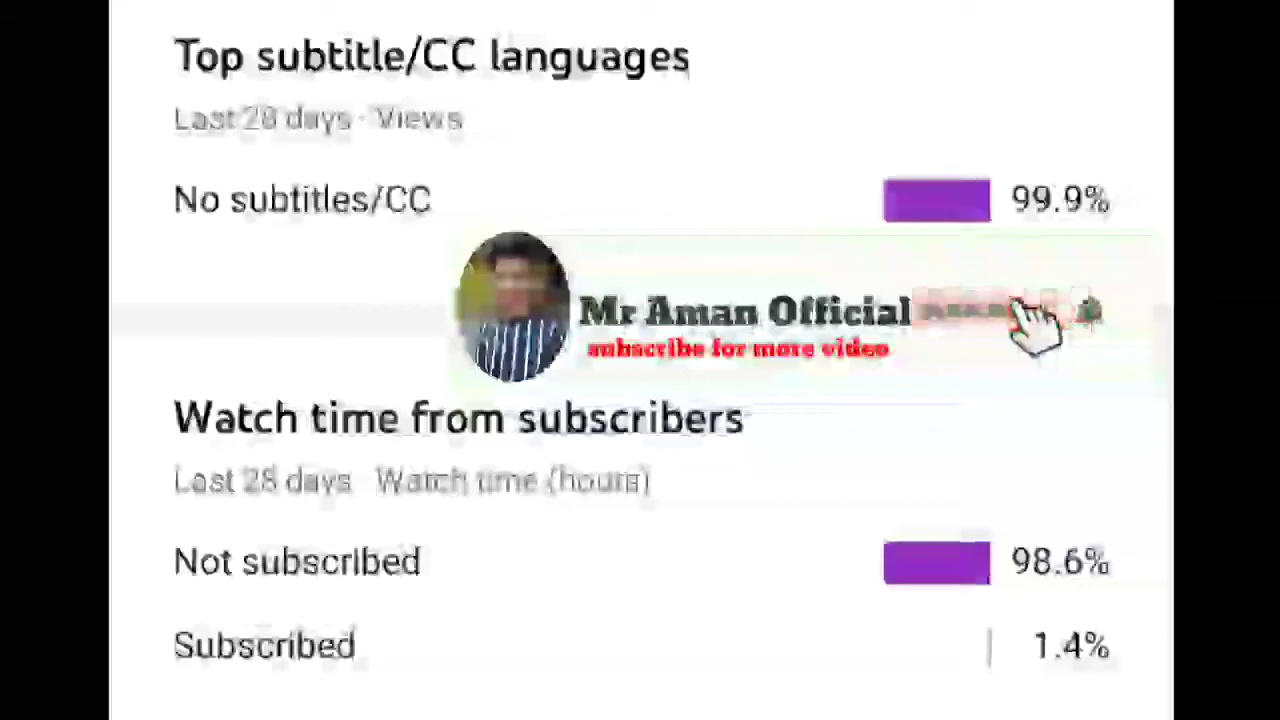 Top subtitle/CC languages
Last 28 days · Views
No subtitles/CC 99.9%
Mr Aman Official
subscribe for more video
Watch time from subscribers
Last 28 days · Watch time (hours)
Not subscribed 98.6%
Subscribed 1.4%